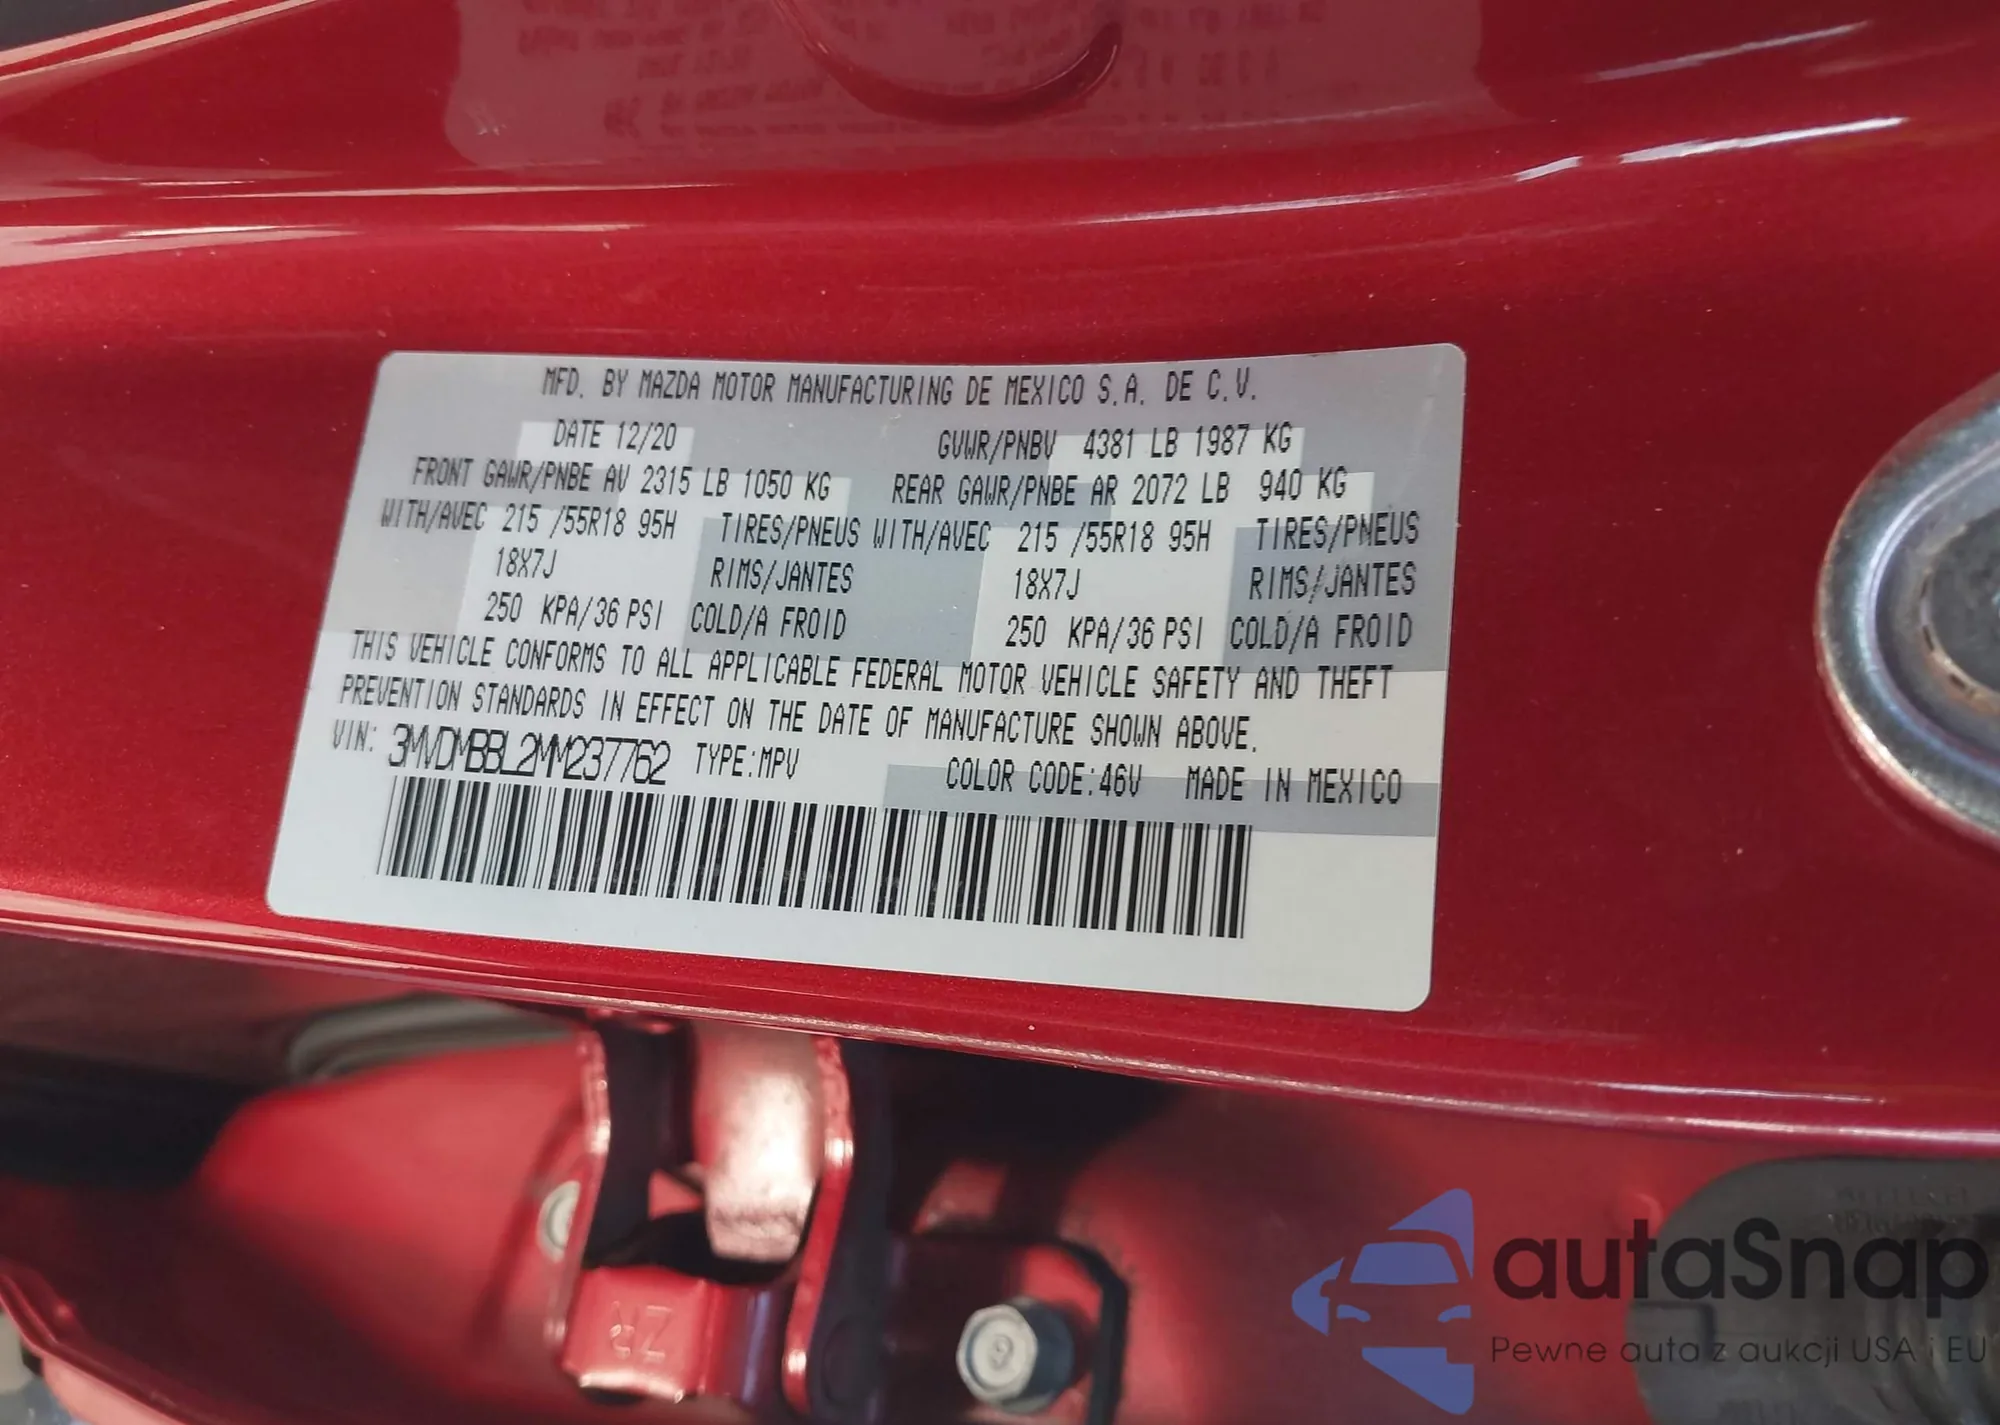 MFD. BY MAZDA MOTOR MANUFACTURING DE MEXICO S.A. DE C.V.
DATE 12/20 GVWR/PNBV 4381 LB 1987 KG
FRONT GAWR/PNBE AV 2315 LB 1050 KG REAR GAWR/PNBE AR 2072 LB 940 KG
WITH/AVEC 215 /55R18 95H TIRES/PNEUS WITH/AVEC 215 /55R18 95H TIRES/PNEUS
18X7J RIMS/JANTES 18X7J RIMS/JANTES
250 KPA/36 PSI COLD/A FROID 250 KPA/36 PSI COLD/A FROID
THIS VEHICLE CONFORMS TO ALL APPLICABLE FEDERAL MOTOR VEHICLE SAFETY AND THEFT
PREVENTION STANDARDS IN EFFECT ON THE DATE OF MANUFACTURE SHOWN ABOVE.
VIN: 3MVDMBBL2MM237762 TYPE:MPV COLOR CODE:46V MADE IN MEXICO
autaSnap
Pewne auta z aukcji USA i EU